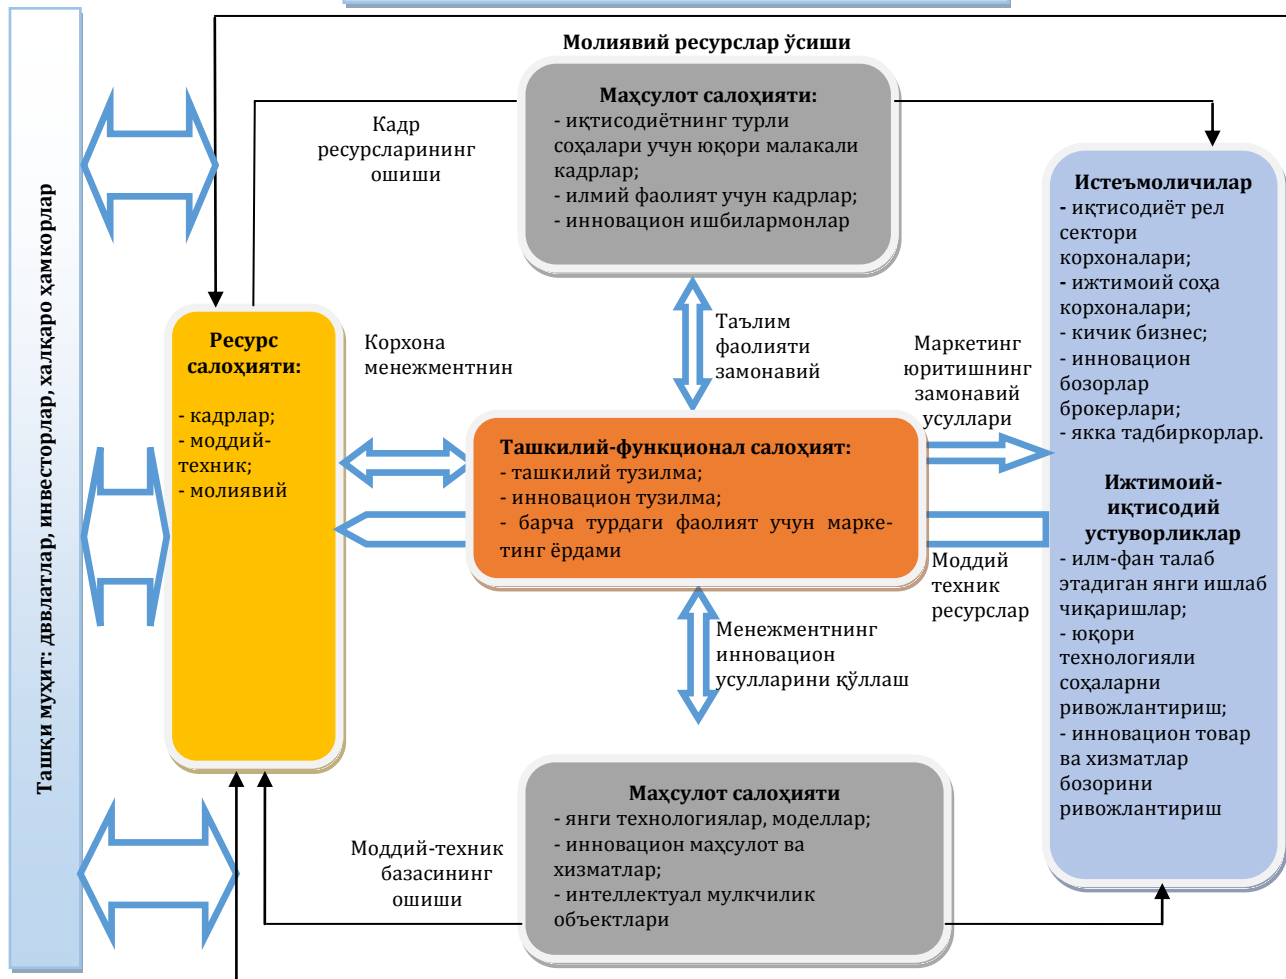 Ташқи муҳит: дввлатлар, инвесторлар, халқаро ҳамкорлар
Молиявий ресурслар ўсиши
Маҳсулот салоҳияти:
- иқтисодиётнинг турли
соҳалари учун юқори малакали
кадрлар;
- илмий фаолият учун кадрлар;
- инновацион ишбилармонлар
Кадр
ресурсларининг
ошиши
Ресурс
салоҳияти:
- кадрлар;
- моддий-
техник;
- молиявий
Корхона
менежментнин
Таълим
фаолияти
замонавий
Маркетинг
юритишнинг
замонавий
усуллари
Ташкилий-функционал салоҳият:
- ташкилий тузилма;
- инновацион тузилма;
- барча турдаги фаолият учун марке-
тинг ёрдами
Моддий
техник
ресурслар
Менежментнинг
инновацион
усулларини қўллаш
Истеъмоличилар
- иқтисодиёт рел
сектори
корхоналари;
- ижтимоий соҳа
корхоналари;
- кичик бизнес;
- инновацион
бозорлар
брокерлари;
- якка тадбиркорлар.
Ижтимоий-
иқтисодий
устуворликлар
- илм-фан талаб
этадиган янги ишлаб
чиқаришлар;
- юқори
технологияли
соҳаларни
ривожлантириш;
- инновацион товар
ва хизматлар
бозорини
ривожлантириш
Моддий-техник
базасининг
ошиши
Маҳсулот салоҳияти
- янги технологиялар, моделлар;
- инновацион маҳсулот ва
хизматлар;
- интеллектуал мулкчилик
объектлари